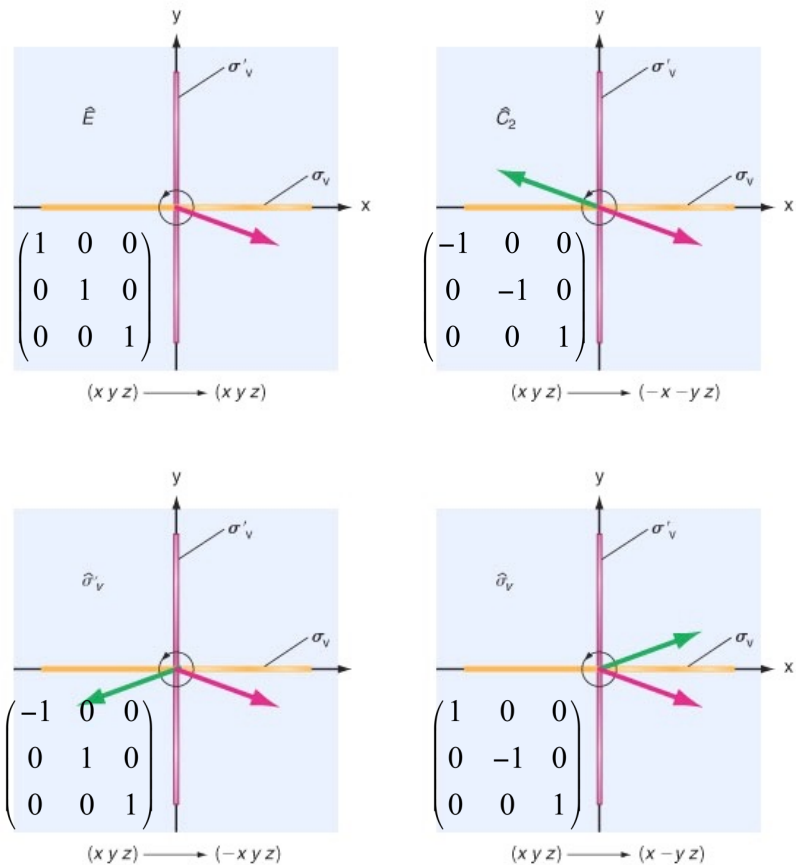 y
σ'v
Ê
σv
x
(1 0 0)
(0 1 0)
(0 0 1)
(x y z) → (x y z)
y
σ'v
Ĉ2
σv
x
(−1 0 0)
(0 −1 0)
(0 0 1)
(x y z) → (−x −y z)
y
σ'v
σ̂'v
σv
(−1 0 0)
(0 1 0)
(0 0 1)
(x y z) → (−x y z)
y
σ'v
σ̂v
σv
x
(1 0 0)
(0 −1 0)
(0 0 1)
(x y z) → (x −y z)